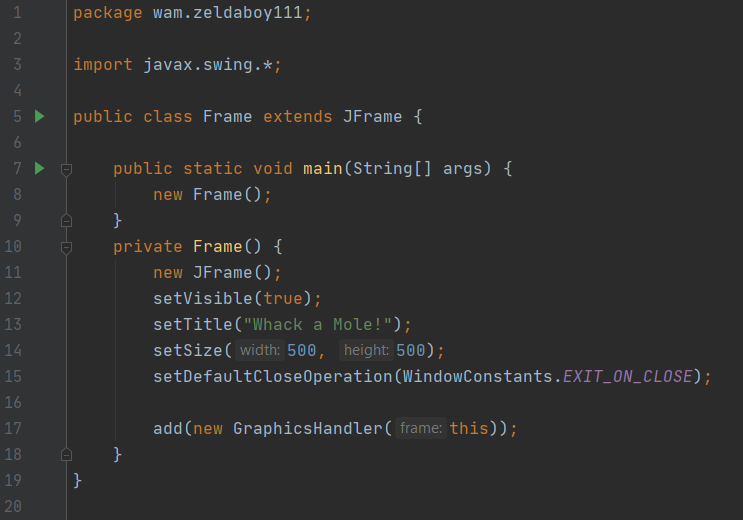 1 package wam.zeldaboy111;
2
3 import javax.swing.*;
4
5 public class Frame extends JFrame {
6
7 public static void main(String[] args) {
8 new Frame();
9 }
10 private Frame() {
11 new JFrame();
12 setVisible(true);
13 setTitle("Whack a Mole!");
14 setSize( width: 500, height: 500);
15 setDefaultCloseOperation(WindowConstants.EXIT_ON_CLOSE);
16
17 add(new GraphicsHandler( frame: this));
18 }
19 }
20